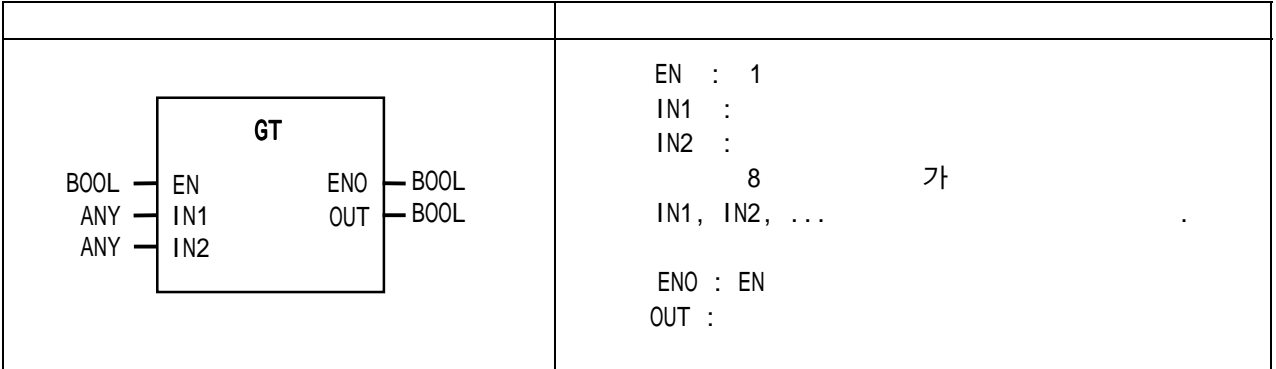 GT
BOOL EN ENO BOOL
ANY IN1 OUT BOOL
ANY IN2
EN : 1
IN1 :
IN2 :
8 가
IN1, IN2, ... .
ENO : EN
OUT :